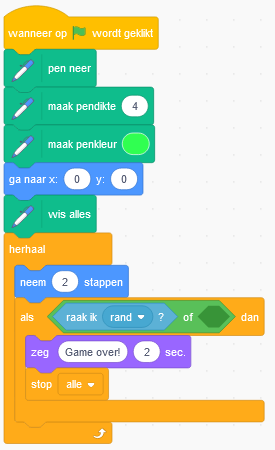 wanneer op wordt geklikt
pen neer
maak pendikte 4
maak penkleur
ga naar x: 0 y: 0
wis alles
herhaal
neem 2 stappen
als raak ik rand ? of dan
zeg Game over! 2 sec.
stop alle